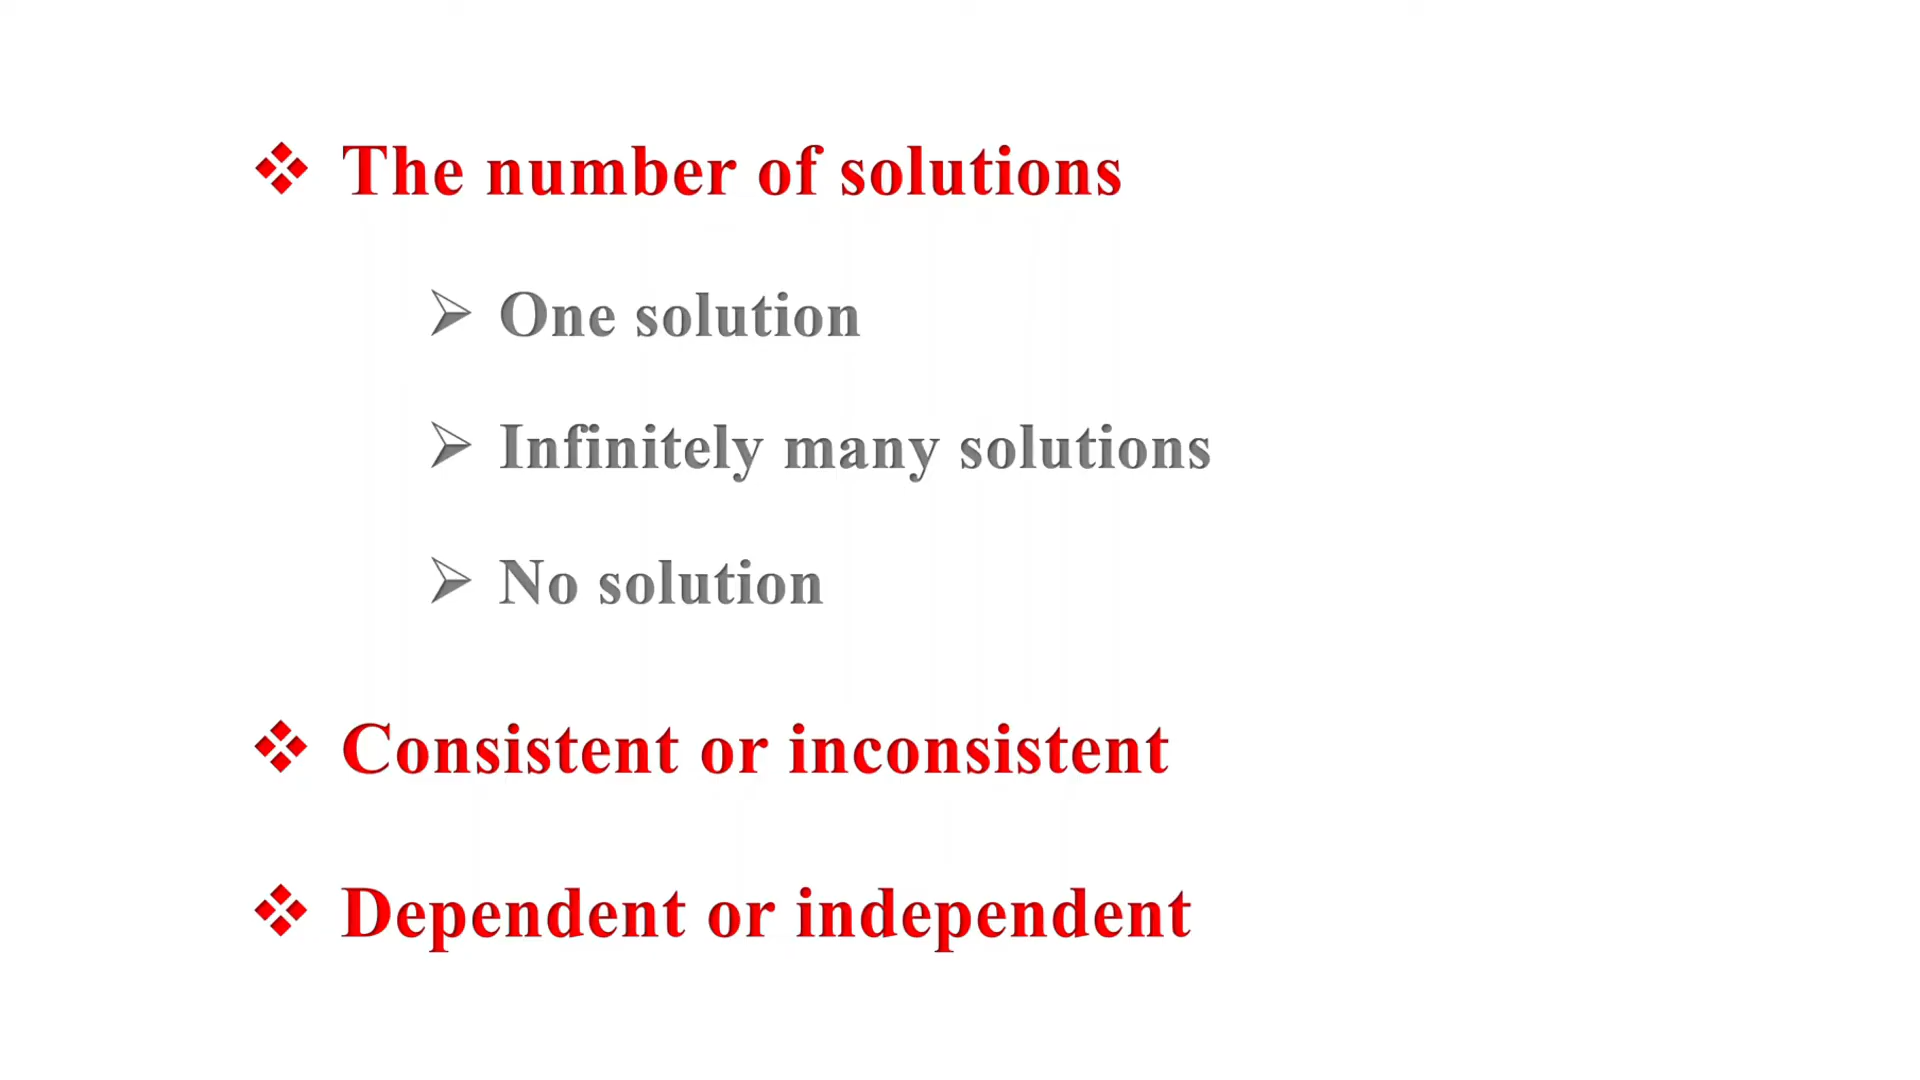 ❖ The number of solutions
➢ One solution
➢ Infinitely many solutions
➢ No solution
❖ Consistent or inconsistent
❖ Dependent or independent